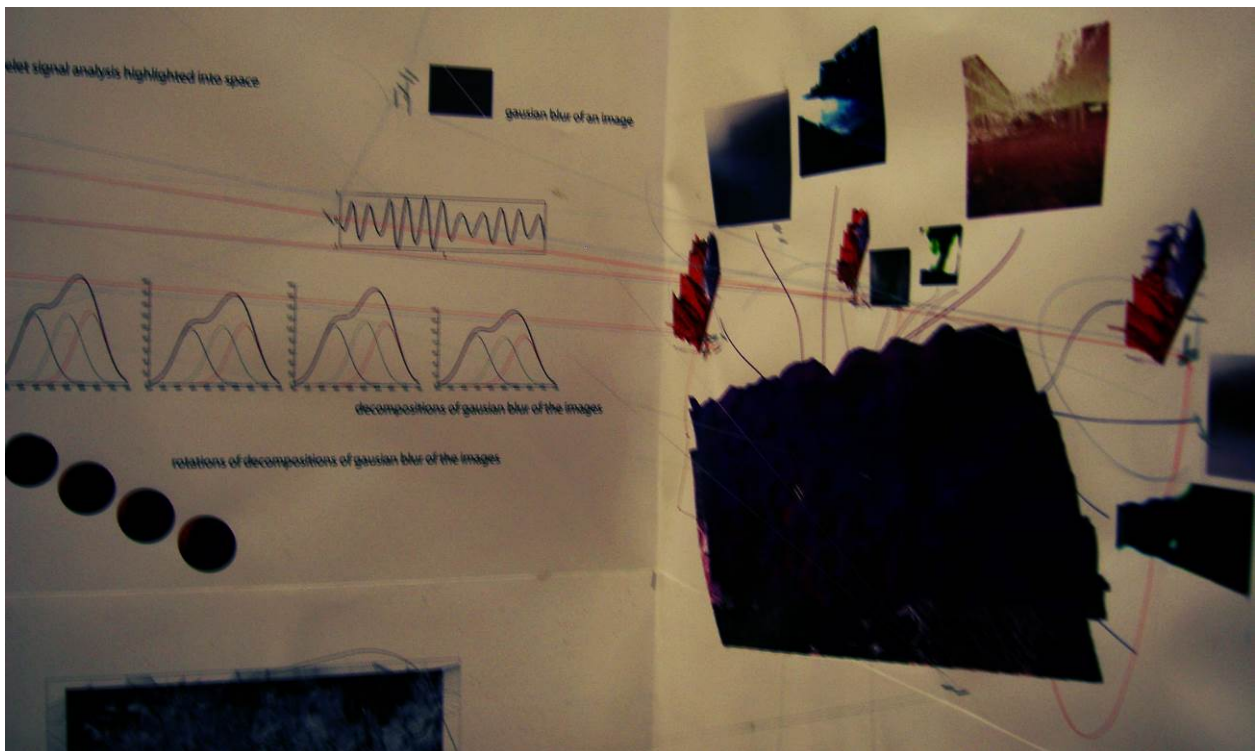 elet signal analysis highlighted into space
gausian blur of an image
decompositions of gausian blur of the images
rotations of decompositions of gausian blur of the images